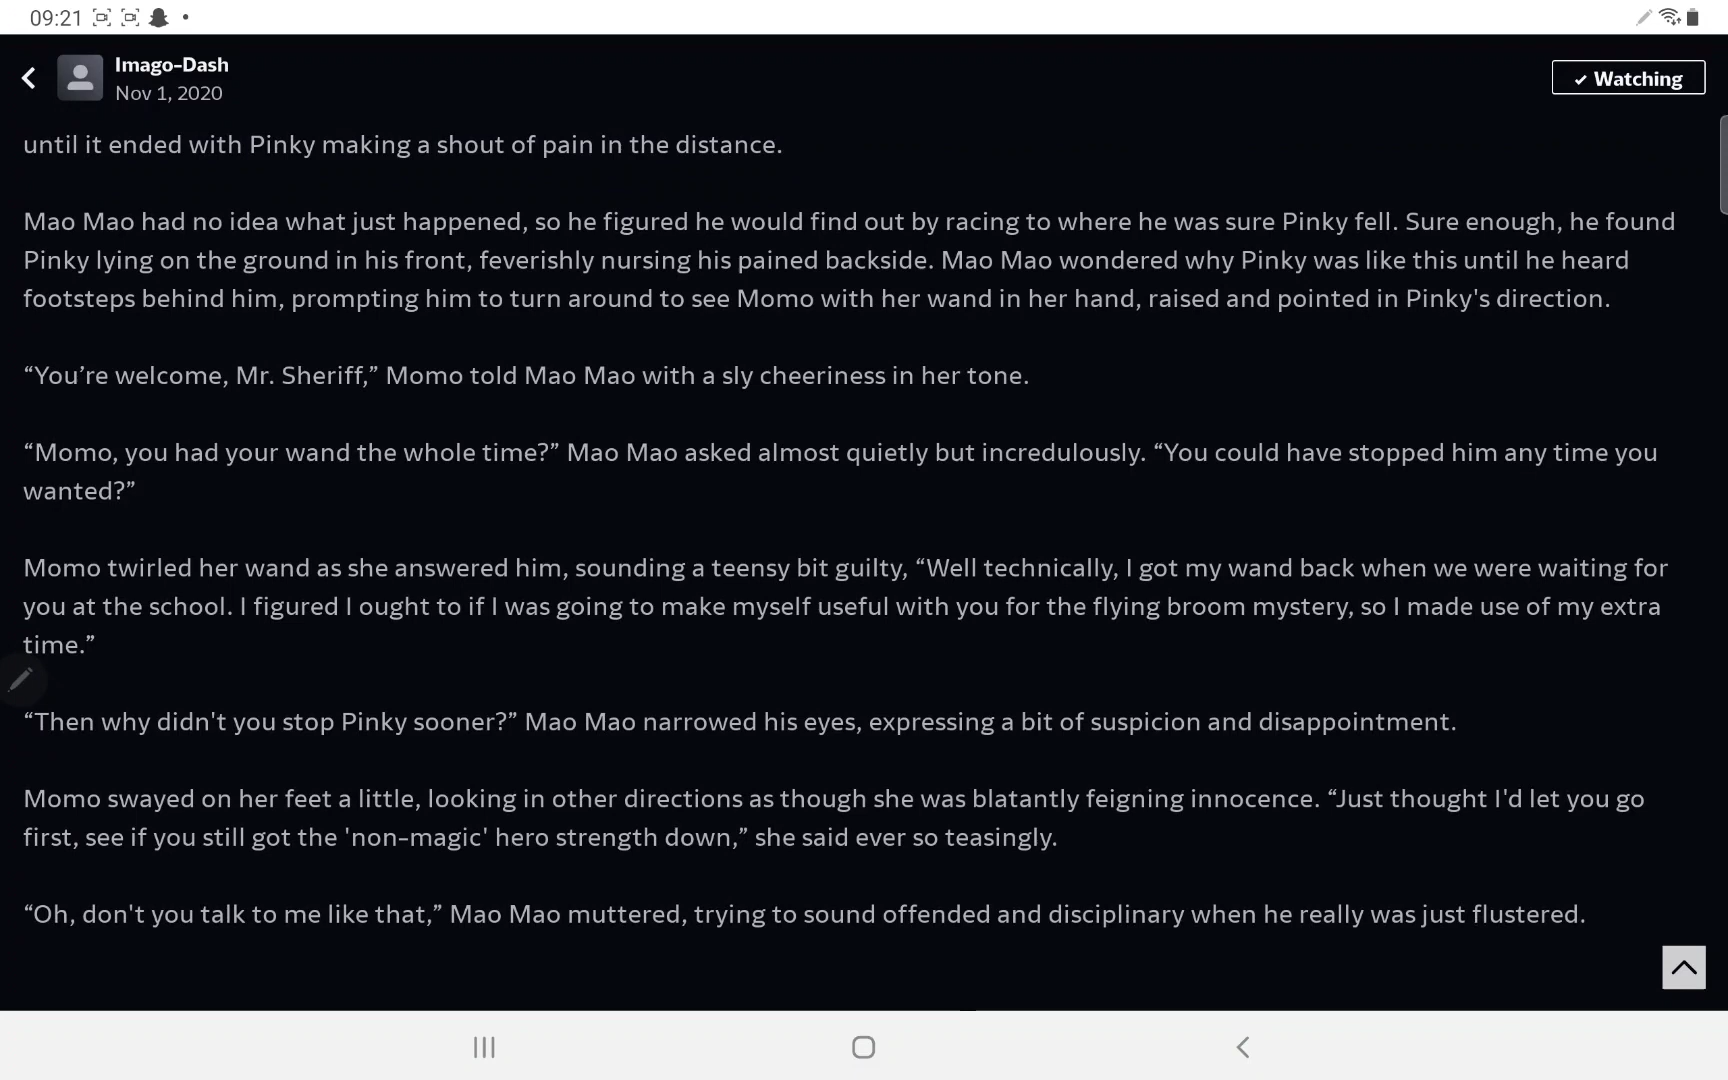 09:21
Imago-Dash
Nov 1, 2020
Watching
until it ended with Pinky making a shout of pain in the distance.
Mao Mao had no idea what just happened, so he figured he would find out by racing to where he was sure Pinky fell. Sure enough, he found
Pinky lying on the ground in his front, feverishly nursing his pained backside. Mao Mao wondered why Pinky was like this until he heard
footsteps behind him, prompting him to turn around to see Momo with her wand in her hand, raised and pointed in Pinky's direction.
“You’re welcome, Mr. Sheriff,” Momo told Mao Mao with a sly cheeriness in her tone.
“Momo, you had your wand the whole time?” Mao Mao asked almost quietly but incredulously. “You could have stopped him any time you
wanted?”
Momo twirled her wand as she answered him, sounding a teensy bit guilty, “Well technically, I got my wand back when we were waiting for
you at the school. I figured I ought to if I was going to make myself useful with you for the flying broom mystery, so I made use of my extra
time.”
“Then why didn't you stop Pinky sooner?” Mao Mao narrowed his eyes, expressing a bit of suspicion and disappointment.
Momo swayed on her feet a little, looking in other directions as though she was blatantly feigning innocence. “Just thought I'd let you go
first, see if you still got the 'non-magic' hero strength down,” she said ever so teasingly.
“Oh, don't you talk to me like that,” Mao Mao muttered, trying to sound offended and disciplinary when he really was just flustered.